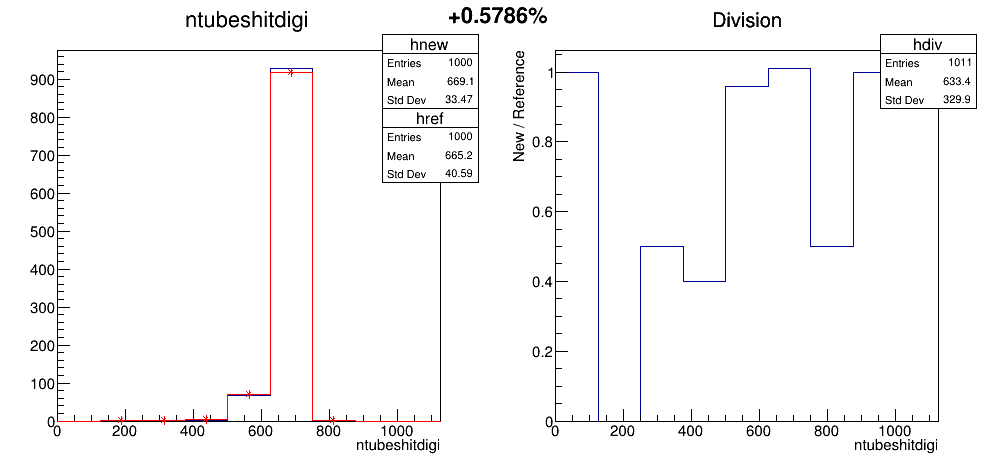 +0.5786%
ntubeshitdigi
hnew
Entries 1000
Mean 669.1
Std Dev 33.47
href
Entries 1000
Mean 665.2
Std Dev 40.59
900
800
700
600
500
400
300
200
100
0
0 200 400 600 800 1000
ntubeshitdigi
Division
hdiv
Entries 1011
Mean 633.4
Std Dev 329.9
New / Reference
1
0.8
0.6
0.4
0.2
0
0 200 400 600 800 1000
ntubeshitdigi